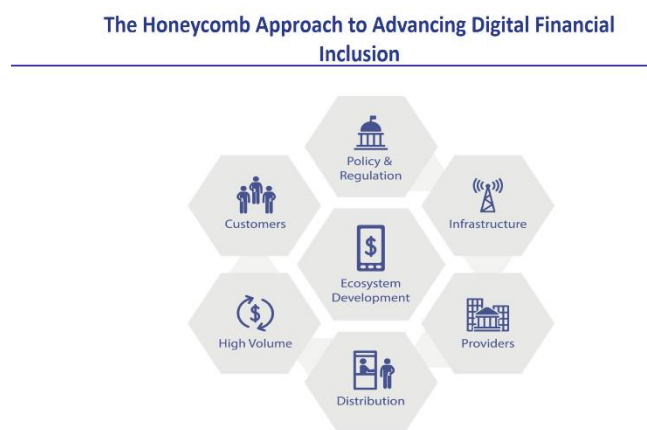 The Honeycomb Approach to Advancing Digital Financial
Inclusion
Policy &
Regulation
Customers
Infrastructure
$
Ecosystem
Development
$
High Volume
Providers
Distribution